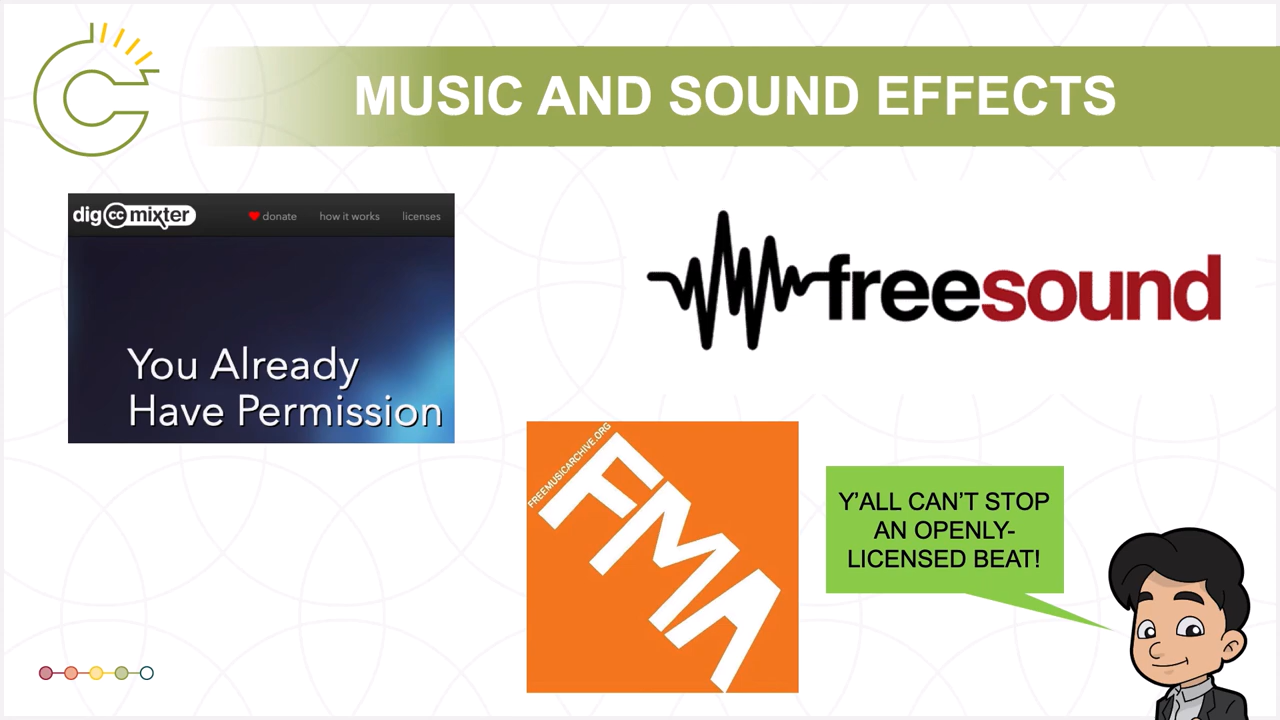 MUSIC AND SOUND EFFECTS
dig cc mixter
donate how it works licenses
You Already
Have Permission
freesound
FREEMUSICARCHIVE.ORG
FMA
Y'ALL CAN'T STOP
AN OPENLY-
LICENSED BEAT!